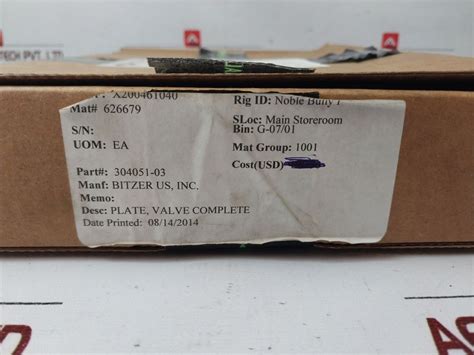 X200461040
Mat# 626679
S/N:
UOM: EA
Part#: 304051-03
Manf: BITZER US, INC.
Memo:
Desc: PLATE, VALVE COMPLETE
Date Printed: 08/14/2014
Rig ID: Noble Bully 1
SLoc: Main Storeroom
Bin: G-07/01
Mat Group: 1001
Cost(USD)